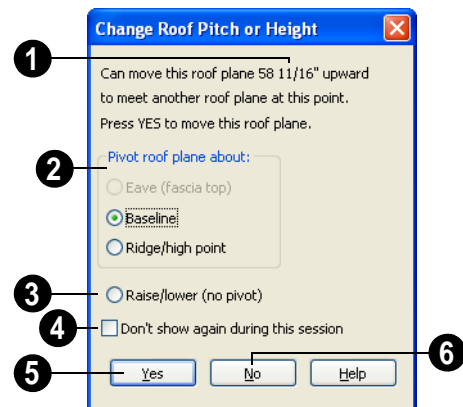 Change Roof Pitch or Height
1
Can move this roof plane 58 11/16" upward
to meet another roof plane at this point.
Press YES to move this roof plane.
2
Pivot roof plane about:
Eave (fascia top)
Baseline
Ridge/high point
3
Raise/lower (no pivot)
4
Don't show again during this session
5
6
Yes No Help